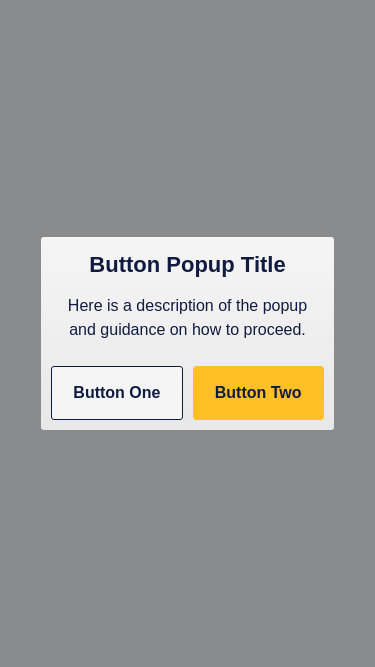 Button Popup Title
Here is a description of the popup
and guidance on how to proceed.
Button One
Button Two